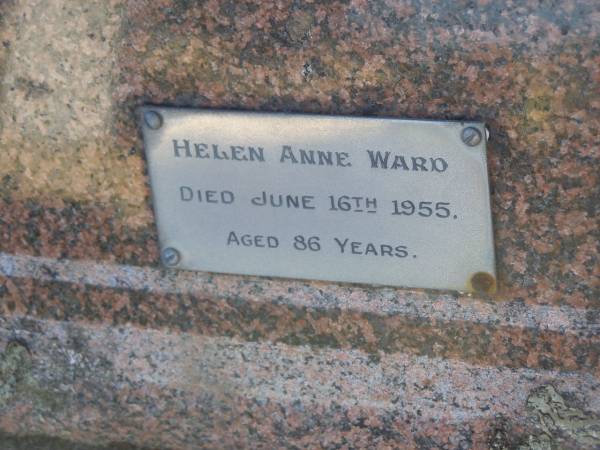 Helen Anne Ward
Died June 16th 1955.
Aged 86 Years.